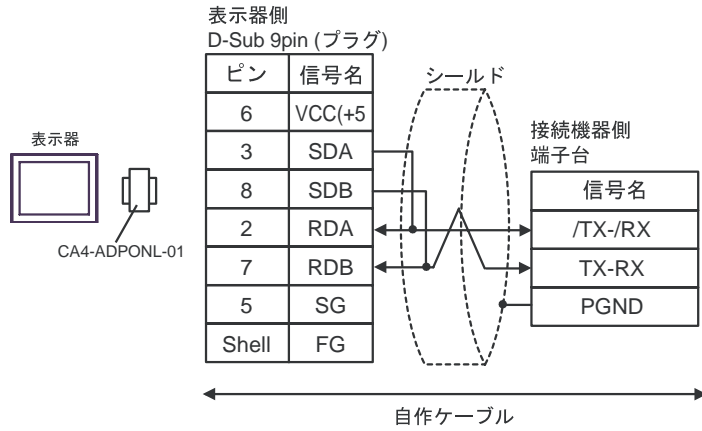 表示器側
D-Sub 9pin (プラグ)
ピン 信号名
6 VCC(+5
3 SDA
8 SDB
2 RDA
7 RDB
5 SG
Shell FG
シールド
接続機器側
端子台
信号名
/TX-/RX
TX-RX
PGND
表示器
CA4-ADPONL-01
自作ケーブル